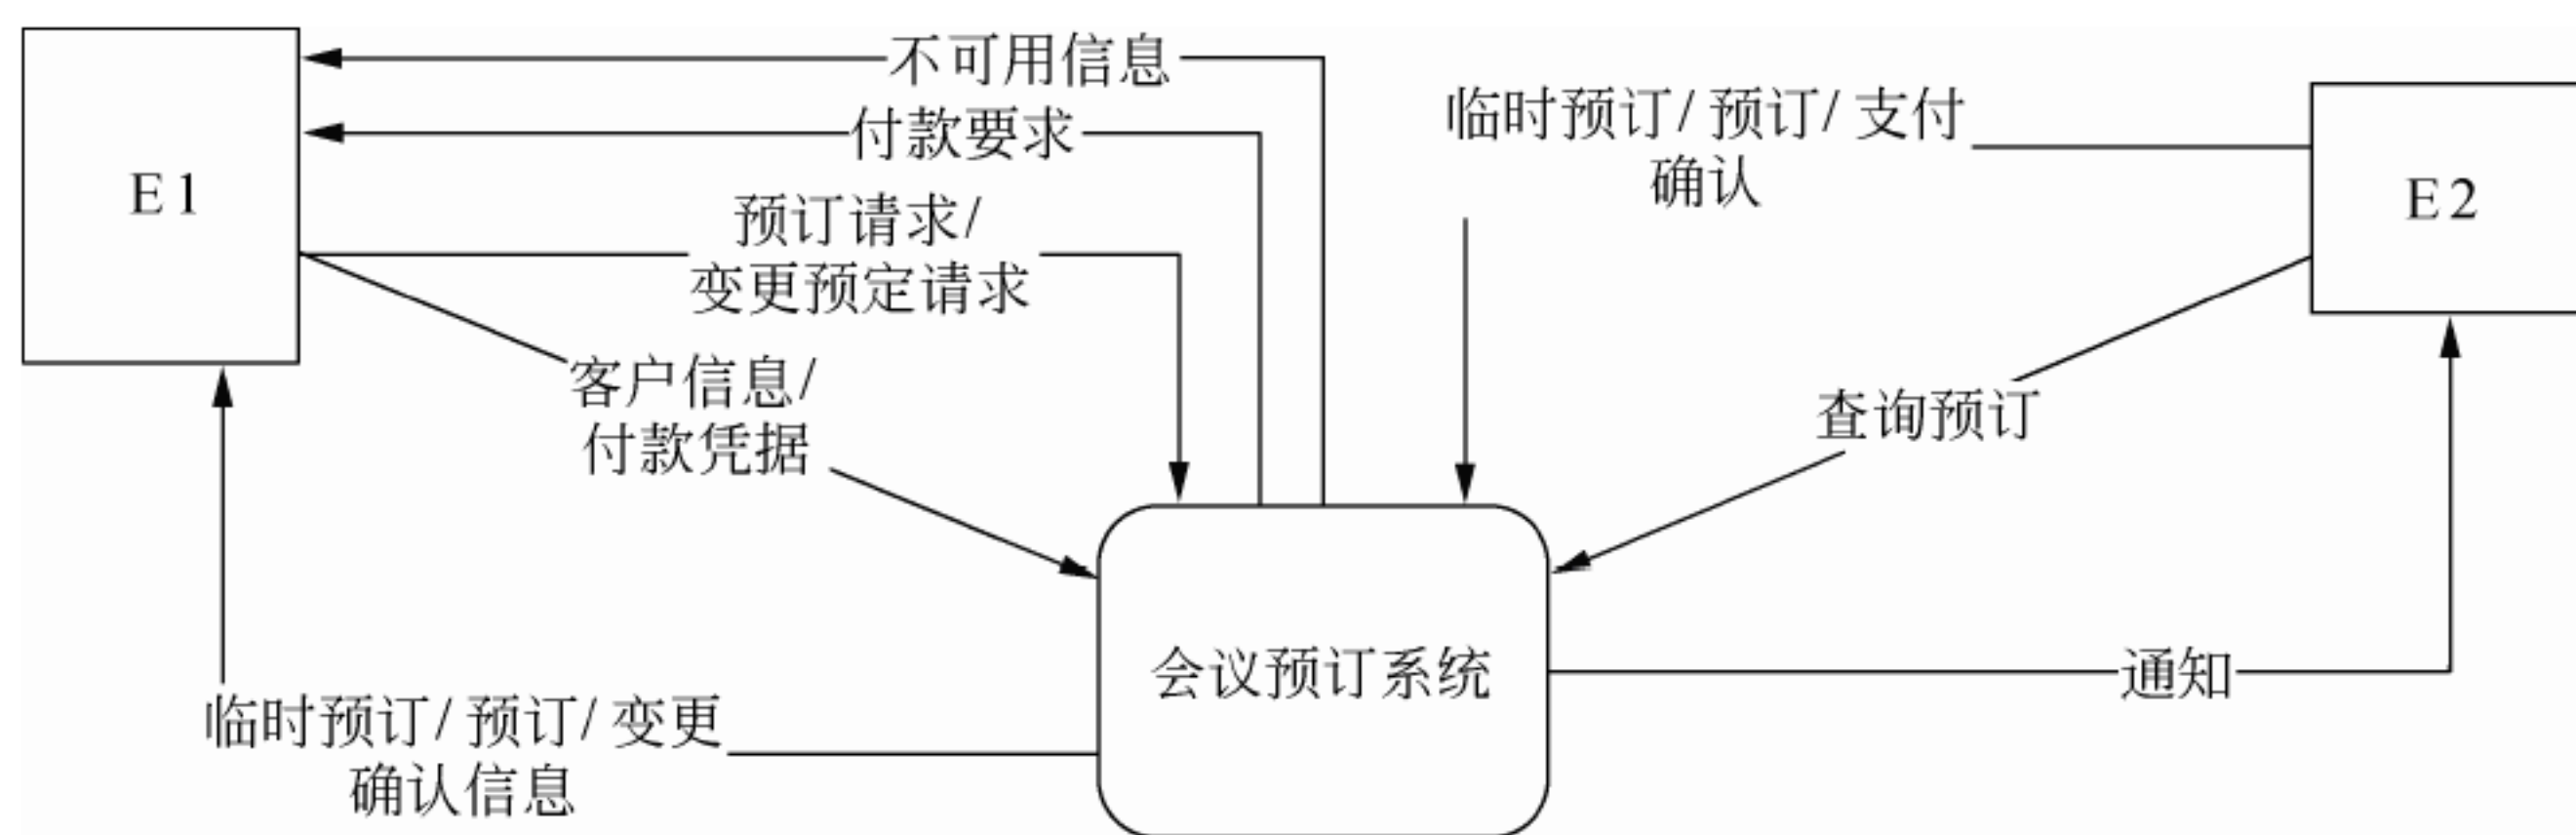 不可用信息
付款要求
E1
预订请求/
变更预定请求
客户信息/
付款凭据
临时预订/预订/支付
确认
E2
查询预订
会议预订系统
通知
临时预订/预订/变更
确认信息